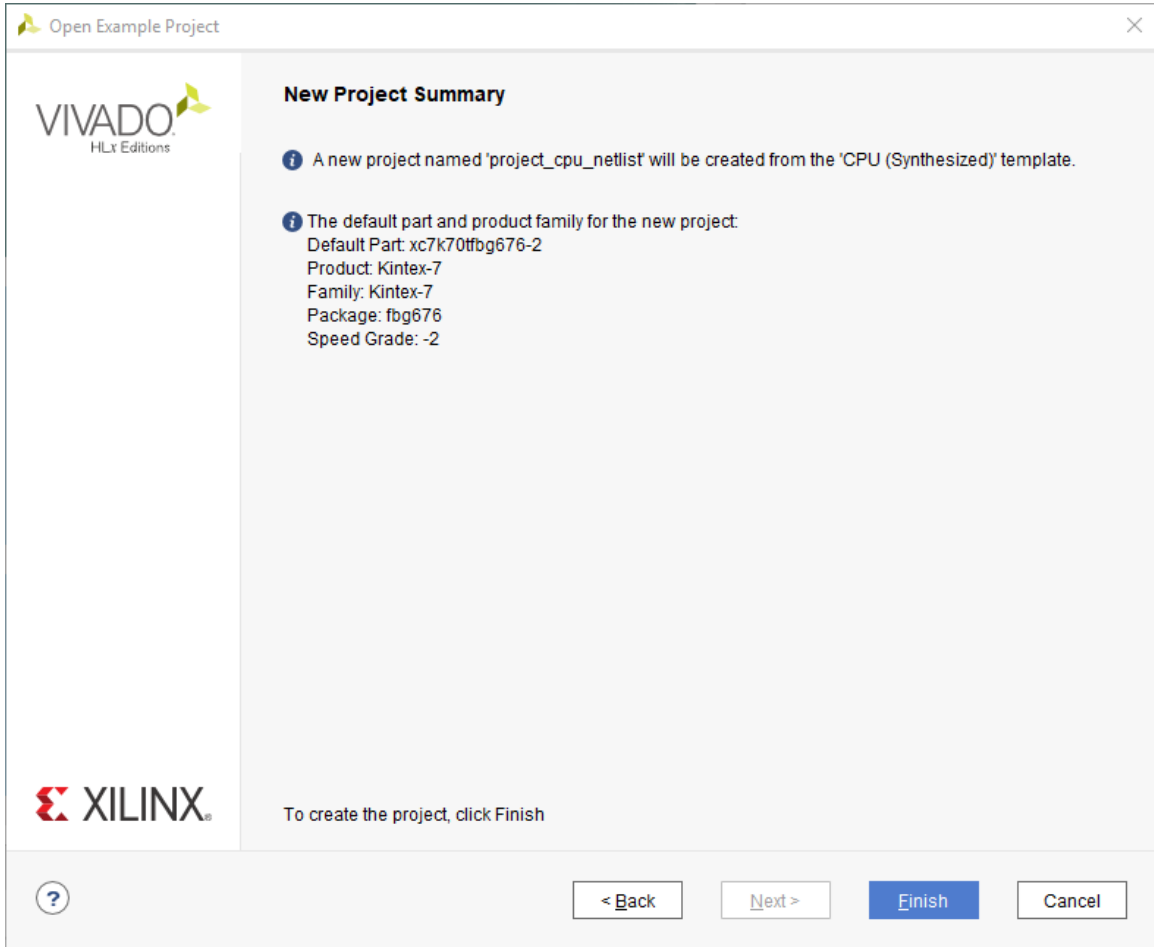 Open Example Project
VIVADO.
HLx Editions
New Project Summary
A new project named 'project_cpu_netlist' will be created from the 'CPU (Synthesized)' template.
The default part and product family for the new project:
Default Part: xc7k70tfbg676-2
Product: Kintex-7
Family: Kintex-7
Package: fbg676
Speed Grade: -2
XILINX®
To create the project, click Finish
?
< Back
Next >
Finish
Cancel